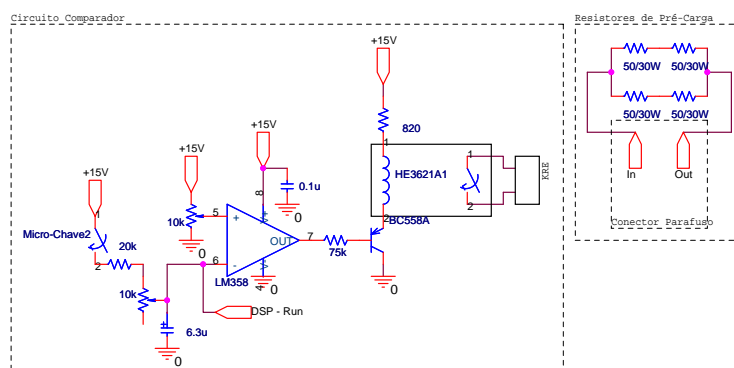 Circuito Comparador
+15V
820
1
HE3621A1
2
BC558A
0
1
2
KRE
+15V
8
V+
0.1u
0
+15V
10k
0
5
+
6
-
OUT
7
V-
4
LM358
0
75k
+15V
1
Micro-Chave2
2
20k
10k
6.3u
0
DSP - Run
Resistores de Pré-Carga
50/30W 50/30W
50/30W 50/30W
In Out
Conector Parafuso